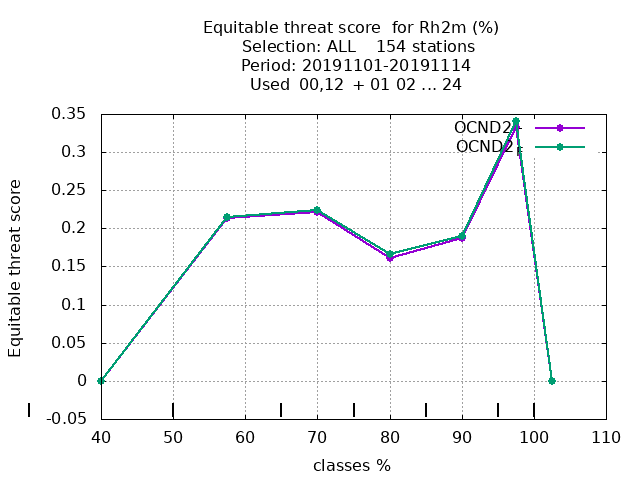 Equitable threat score  for Rh2m (%)
Selection: ALL    154 stations
Period: 20191101-20191114
Used  00,12  + 01 02 ... 24
0.35
0.3
0.25
0.2
0.15
0.1
0.05
0
-0.05
Equitable threat score
OCND2
OCND2
40 50 60 70 80 90 100 110
classes %